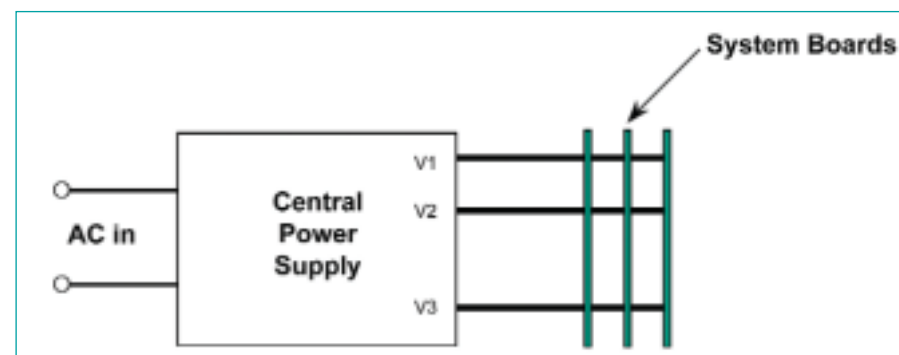 System Boards
V1
Central
Power
Supply
V2
AC in
V3